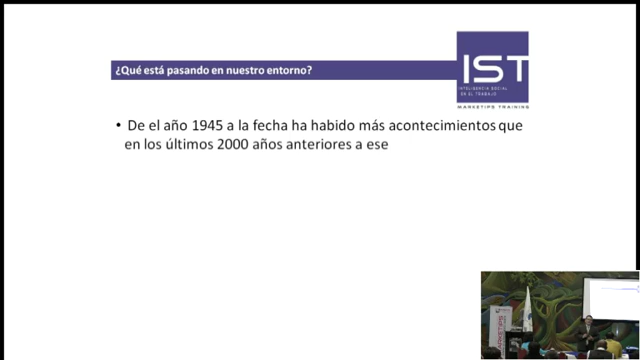 ¿Qué está pasando en nuestro entorno?
IST
INTELIGENCIA SOCIAL
EN EL TRABAJO
MARKETIPS TRAINING
• De el año 1945 a la fecha ha habido más acontecimientos que
en los últimos 2000 años anteriores a ese
MARKETIPS